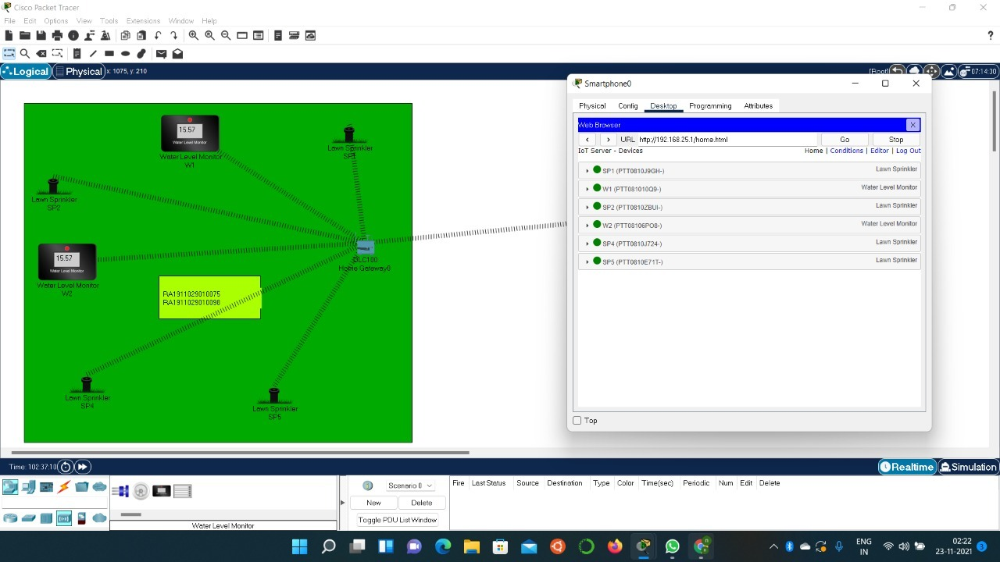 Cisco Packet Tracer
File Edit Options View Tools Extensions Window Help
?
Logical Physical x: 1075, y: 210
[Root] 07:14:30
15.57
Water Level Monitor
Water Level Monitor
W1
Lawn Sprinkler
Lawn Sprinkler
SP2
15.57
Water Level Monitor
Water Level Monitor
W2
DLC100
Home Gateway0
RA1911029010075
RA1911029010098
Lawn Sprinkler
SP4
Lawn Sprinkler
SP5
Smartphone0
Physical Config Desktop Programming Attributes
Web Browser X
< > URL http://192.168.25.1/home.html Go Stop
IoT Server - Devices Home | Conditions | Editor | Log Out
SP1 (PTT0810J9GH-) Lawn Sprinkler
W1 (PTT081010Q9-) Water Level Monitor
SP2 (PTT0810ZBUI-) Lawn Sprinkler
W2 (PTT08106PO8-) Water Level Monitor
SP4 (PTT0810J724-) Lawn Sprinkler
SP5 (PTT0810E71T-) Lawn Sprinkler
Top
Time: 102:37:10
Realtime Simulation
Scenario 0
New Delete
Toggle PDU List Window
Fire Last Status Source Destination Type Color Time(sec) Periodic Num Edit Delete
Water Level Monitor
ENG
IN
02:22
23-11-2021
3